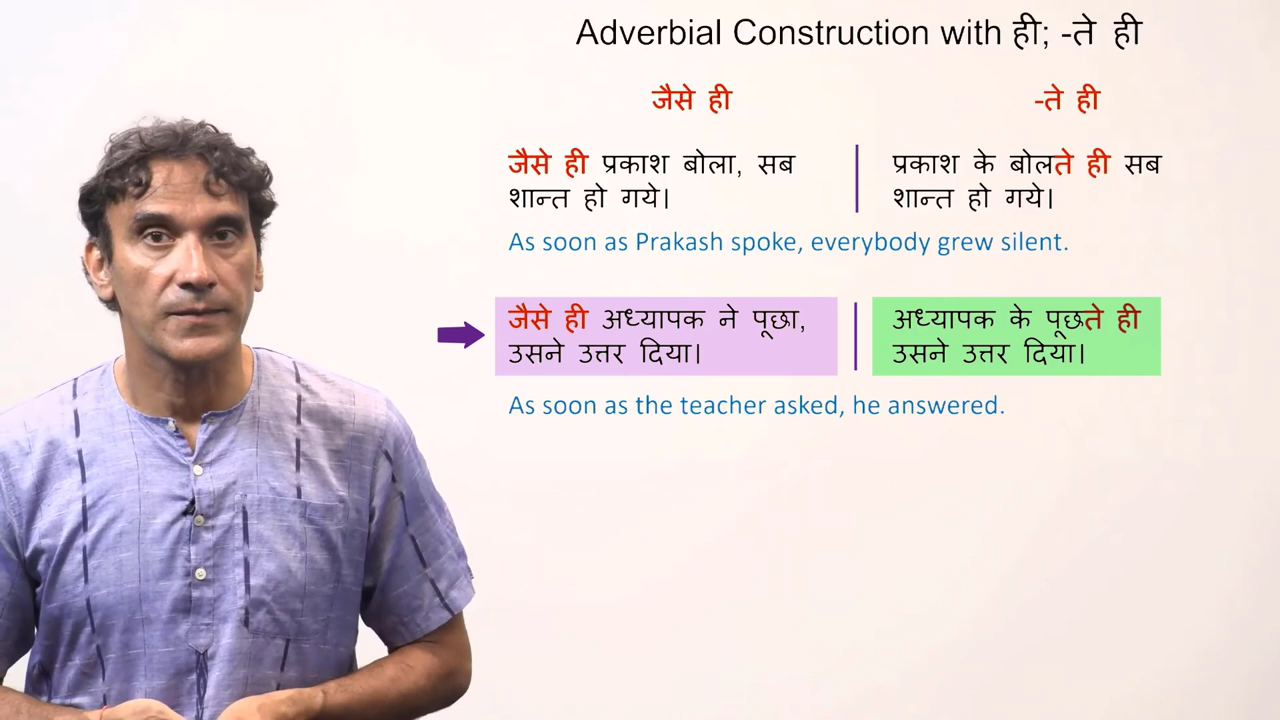 Adverbial Construction with ही; -ते ही
जैसे ही
-ते ही
जैसे ही प्रकाश बोला, सब
शान्त हो गये।
प्रकाश के बोलते ही सब
शान्त हो गये।
As soon as Prakash spoke, everybody grew silent.
जैसे ही अध्यापक ने पूछा,
उसने उत्तर दिया।
अध्यापक के पूछते ही
उसने उत्तर दिया।
As soon as the teacher asked, he answered.